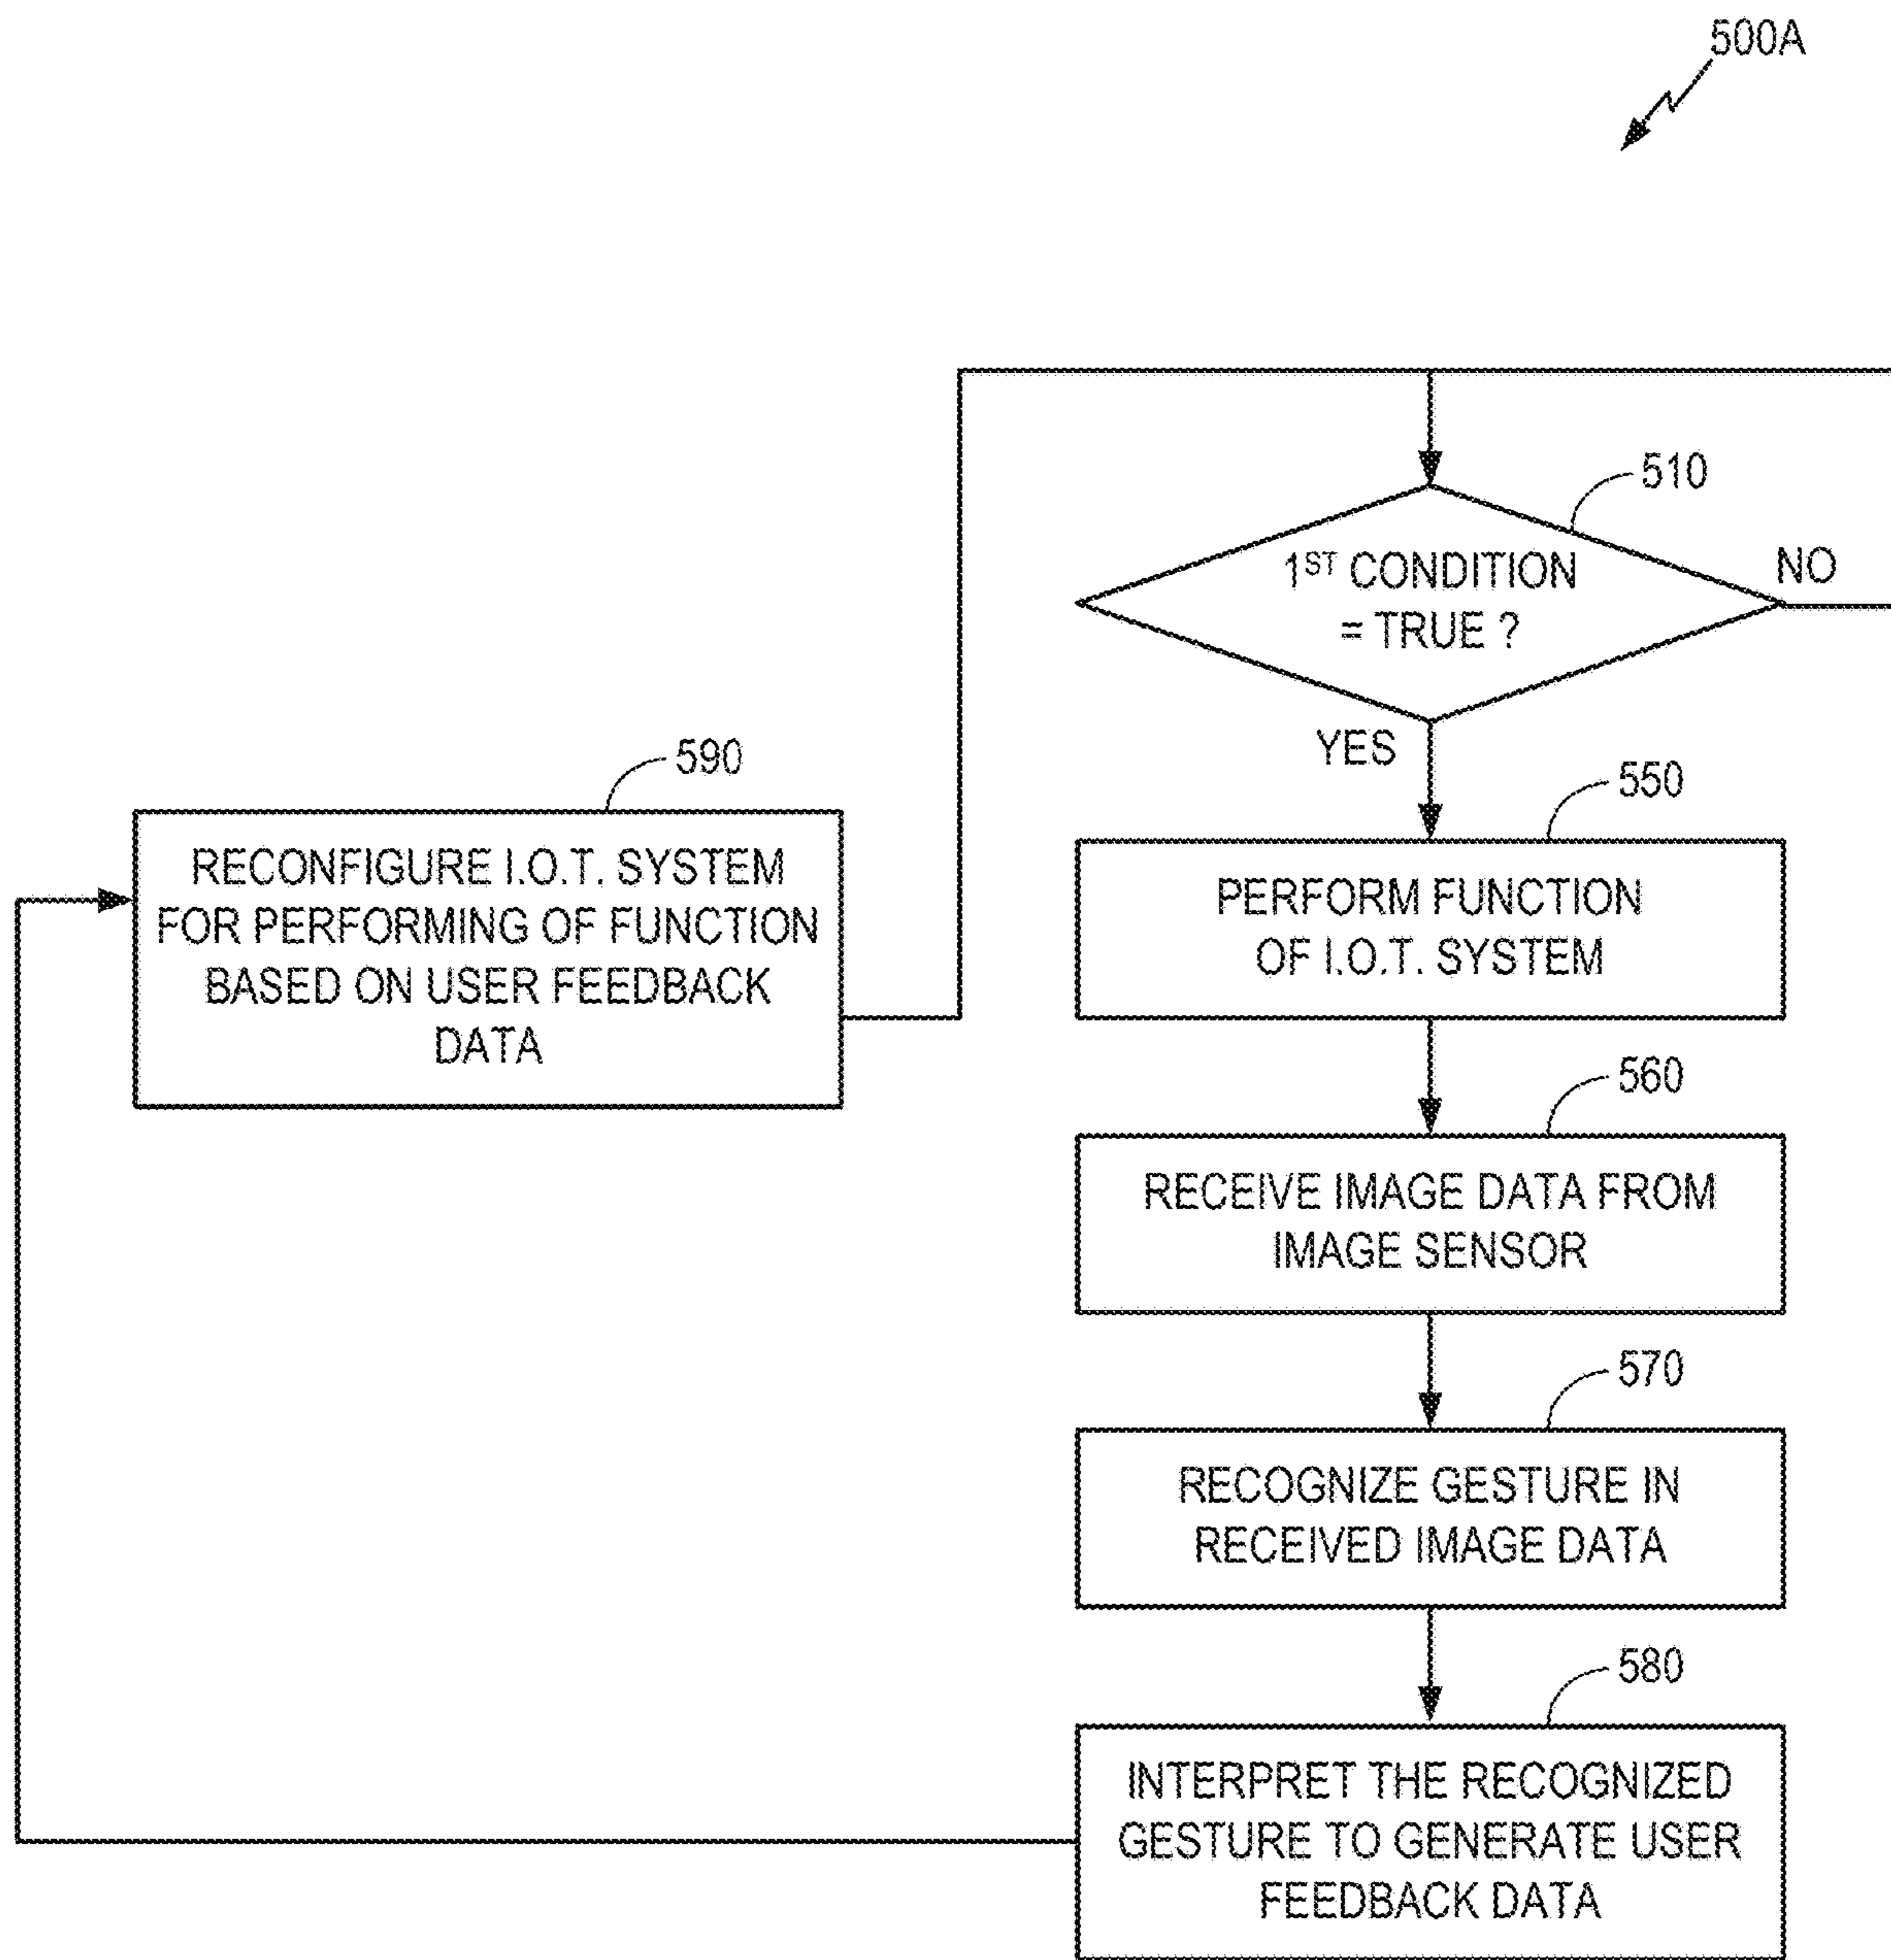 500A
510
1ST CONDITION
= TRUE ?
NO
YES
590
RECONFIGURE I.O.T. SYSTEM
FOR PERFORMING OF FUNCTION
BASED ON USER FEEDBACK
DATA
550
PERFORM FUNCTION
OF I.O.T. SYSTEM
560
RECEIVE IMAGE DATA FROM
IMAGE SENSOR
570
RECOGNIZE GESTURE IN
RECEIVED IMAGE DATA
580
INTERPRET THE RECOGNIZED
GESTURE TO GENERATE USER
FEEDBACK DATA